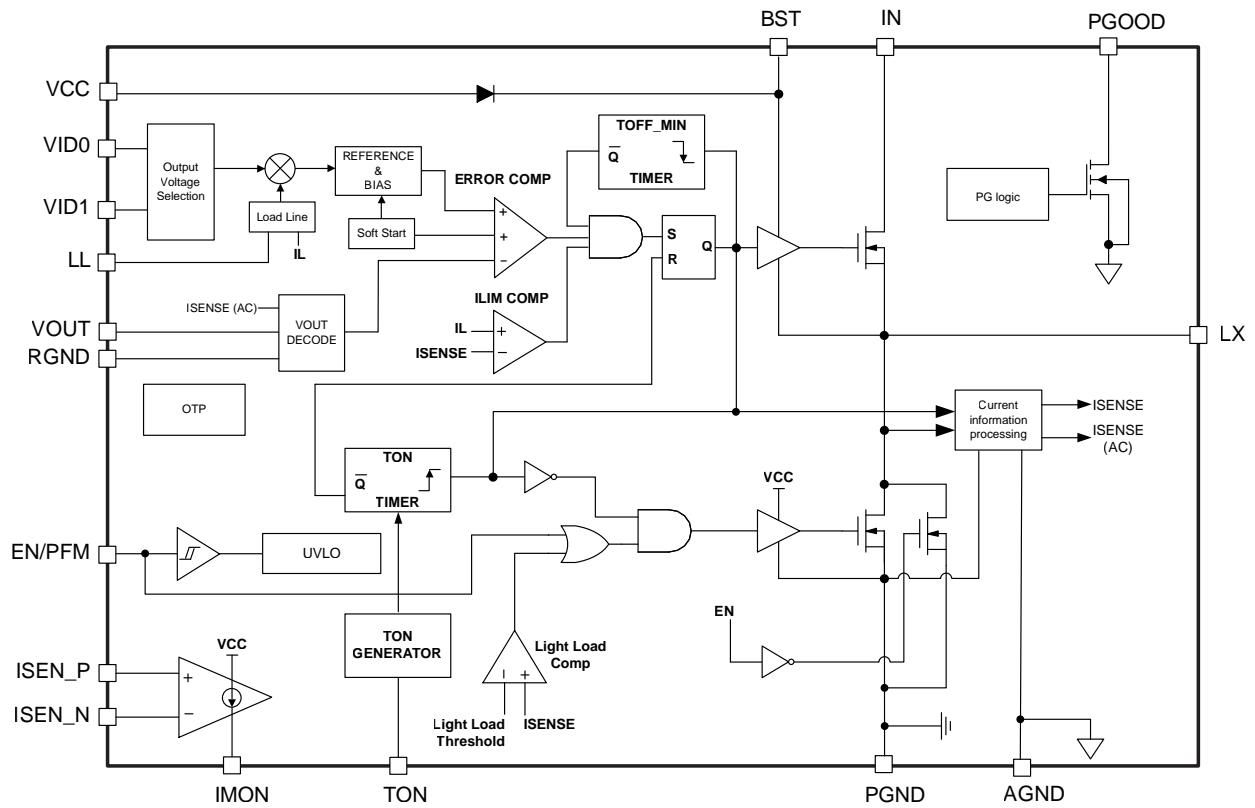 BST
IN
PGOOD
VCC
VID0
VID1
LL
VOUT
RGND
Output
Voltage
Selection
Load Line
IL
REFERENCE
&
BIAS
Soft Start
ERROR COMP
+
+
−
TOFF_MIN
Q
TIMER
S
R
Q
PG logic
ISENSE (AC)
VOUT
DECODE
ILIM COMP
IL
ISENSE
+
−
LX
OTP
Current
information
processing
ISENSE
ISENSE
(AC)
TON
Q
TIMER
VCC
EN/PFM
UVLO
TON
GENERATOR
Light Load
Comp
−
+
Light Load
Threshold
ISENSE
EN
ISEN_P
ISEN_N
+
−
VCC
IMON
TON
PGND
AGND